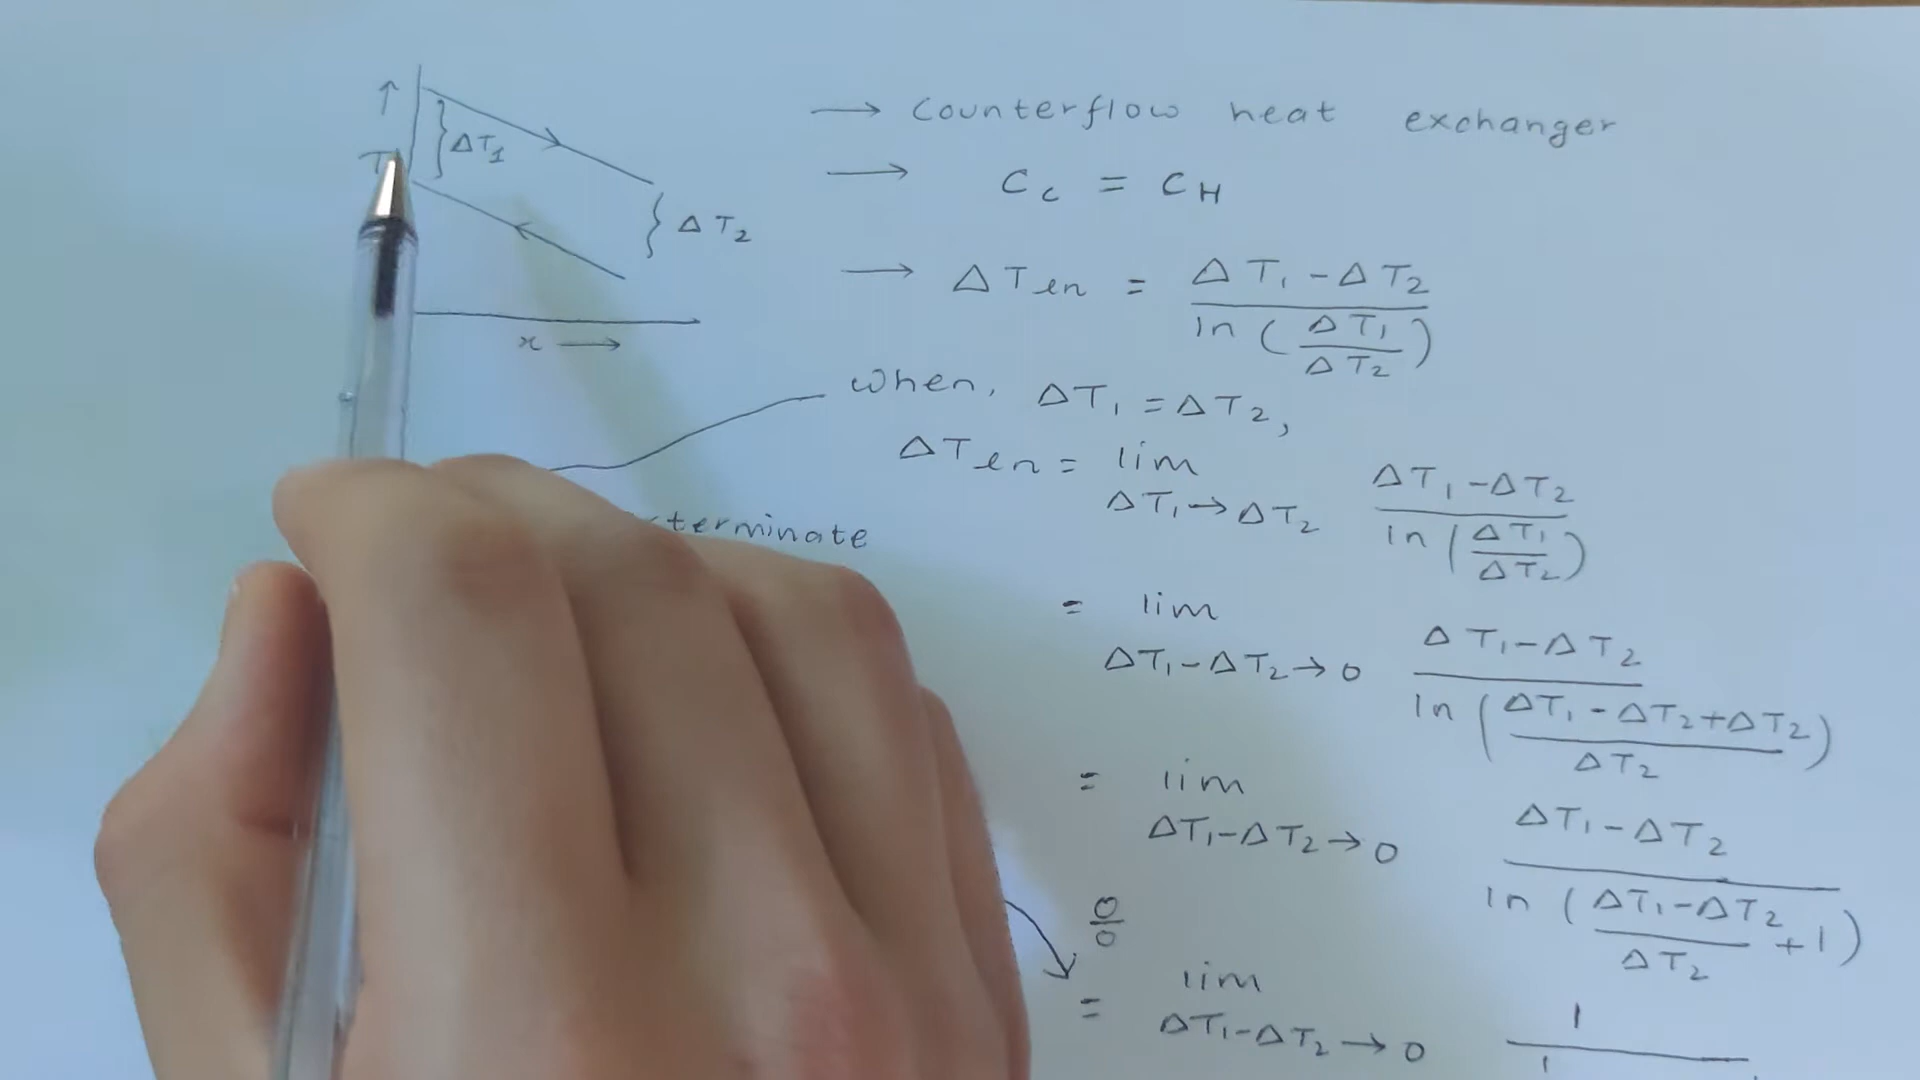 ↑
T
ΔT1
ΔT2
x →
→ Counterflow heat exchanger
→ Cc = CH
→ ΔTen = ΔT1 - ΔT2 / ln (ΔT1 / ΔT2)
when, ΔT1 = ΔT2,
ΔTen = lim ΔT1 → ΔT2 ΔT1 - ΔT2 / ln (ΔT1 / ΔT2)
terminate
= lim ΔT1 - ΔT2 → 0 ΔT1 - ΔT2 / ln (ΔT1 - ΔT2 + ΔT2 / ΔT2)
= lim ΔT1 - ΔT2 → 0 ΔT1 - ΔT2 / ln (ΔT1 - ΔT2 / ΔT2 + 1)
0/0
= lim ΔT1 - ΔT2 → 0 1 /